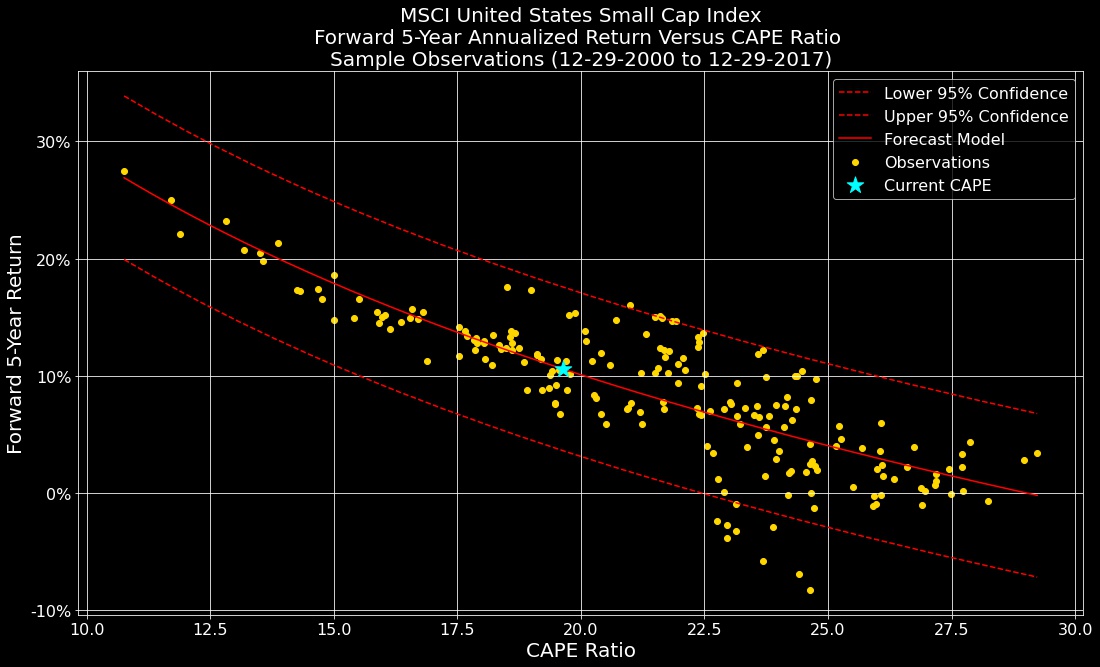 MSCI United States Small Cap Index
Forward 5-Year Annualized Return Versus CAPE Ratio
Sample Observations (12-29-2000 to 12-29-2017)
Lower 95% Confidence
Upper 95% Confidence
Forecast Model
Observations
Current CAPE
Forward 5-Year Return
30%
20%
10%
0%
-10%
10.0 12.5 15.0 17.5 20.0 22.5 25.0 27.5 30.0
CAPE Ratio